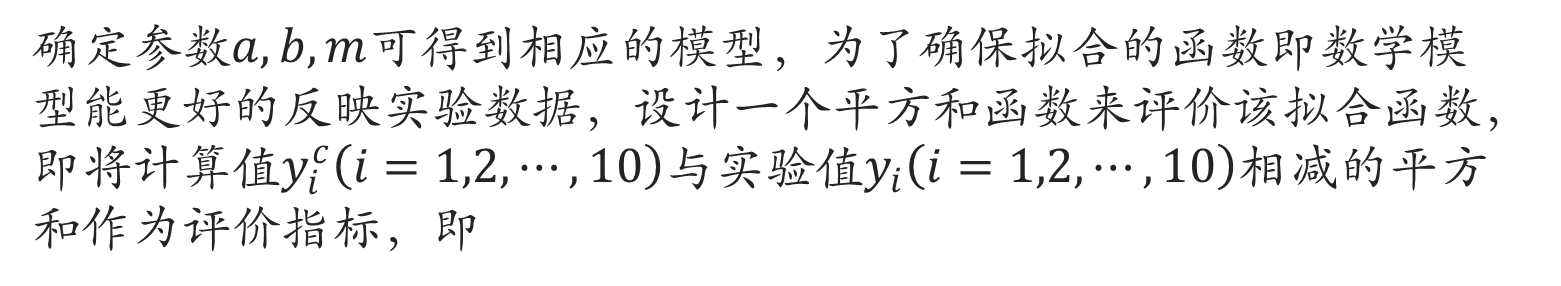 确定参数a, b, m可得到相应的模型，为了确保拟合的函数即数学模
型能更好的反映实验数据，设计一个平方和函数来评价该拟合函数，
即将计算值y_i^c(i = 1,2, ⋯ , 10)与实验值y_i(i = 1,2, ⋯ , 10)相减的平方
和作为评价指标，即